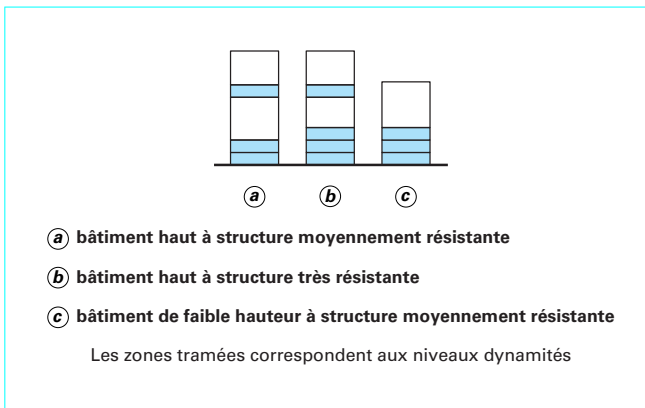 a b c
a bâtiment haut à structure moyennement résistante
b bâtiment haut à structure très résistante
c bâtiment de faible hauteur à structure moyennement résistante
Les zones tramées correspondent aux niveaux dynamités